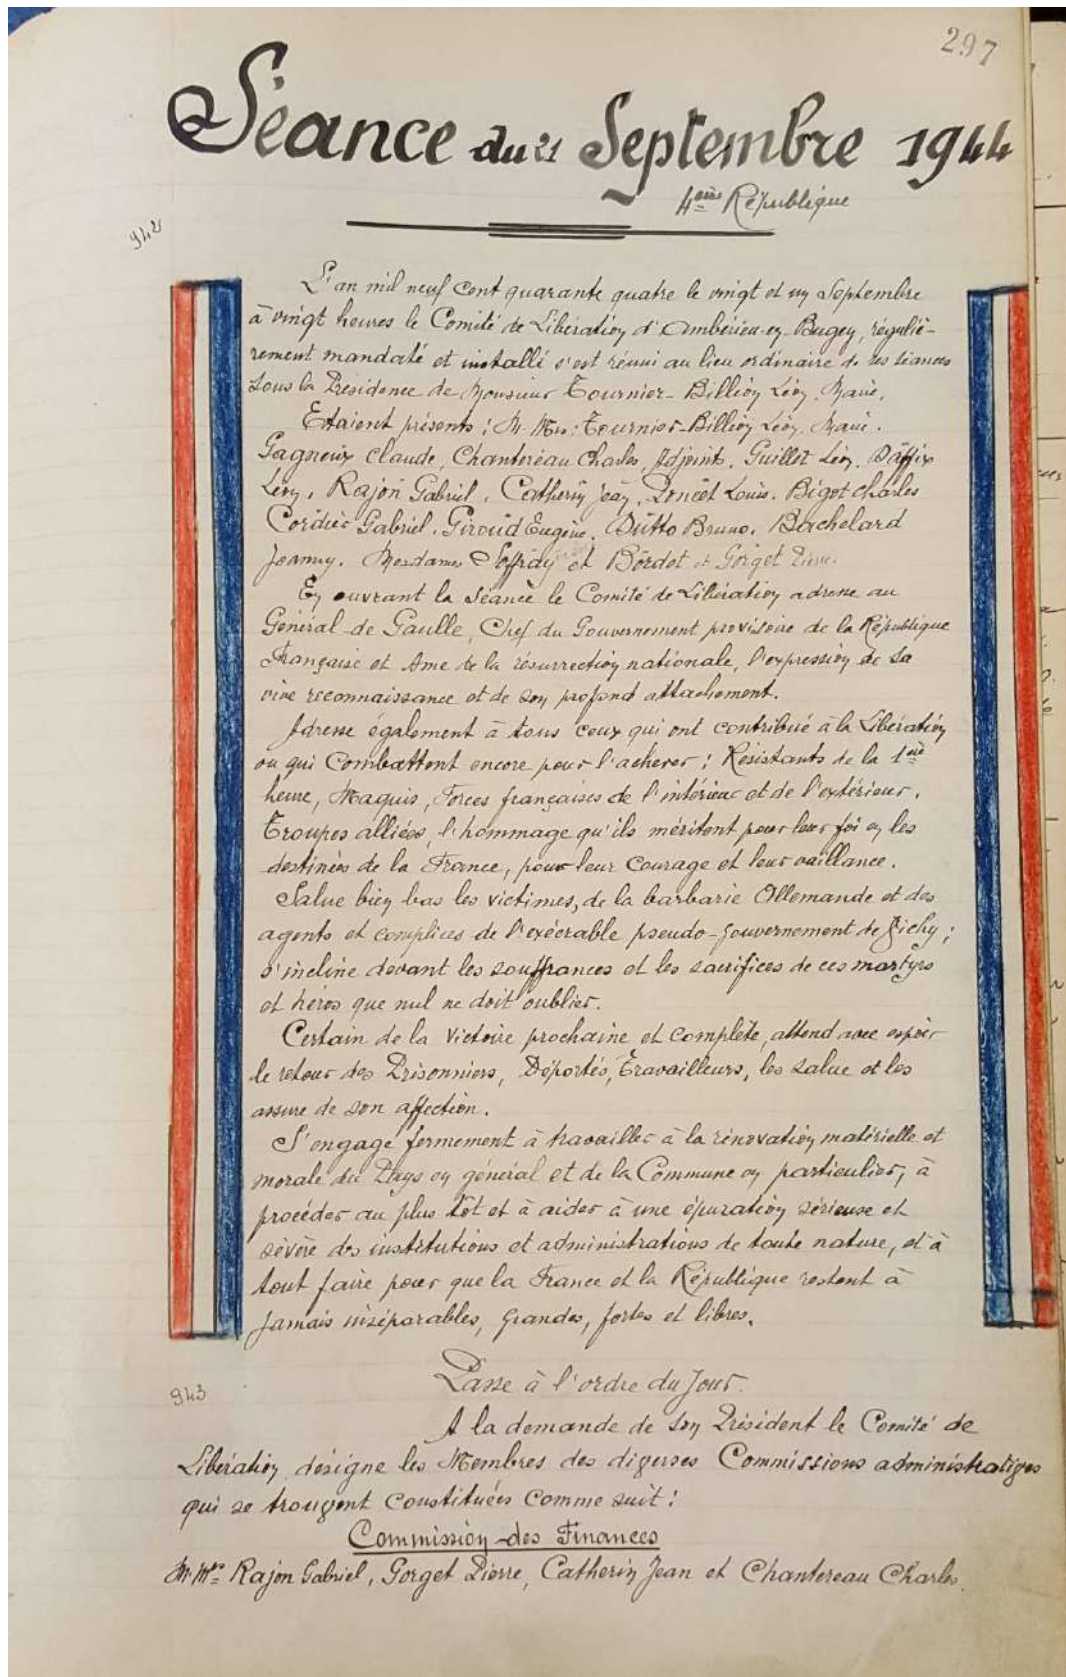 297
Séance du 21 Septembre 1944
4ème République
942
L'an mil neuf cent quarante quatre le vingt et un Septembre
à vingt heures le Comité de Libération d'Ambérieu-en-Bugey, réguliè-
rement mandaté et installé s'est réuni au lieu ordinaire de ses séances
sous la Présidence de Monsieur Tournier-Billion Léon, Maire.
Etaient présents : M. Mrs : Tournier-Billion Léon, Maire.
Gagneux Claude, Chantereau Charles, Adjoints. Guillet Léon. Daffix
Léon, Rajon Gabriel, Catherin Jean, Poncet Louis. Bigot Charles
Cordier Gabriel. Giroud Eugène. Dutto Bruno. Bachelard
Joanny. Mesdames Soffray et Bordet et Gorget Pierre.
En ouvrant la séance le Comité de Libération adresse au
Général de Gaulle, Chef du Gouvernement provisoire de la République
Française et âme de la résurrection nationale, l'expression de sa
vive reconnaissance et de son profond attachement.
Adresse également à tous ceux qui ont contribué à la Libération
ou qui combattent encore pour l'achever : Résistants de la 1ère
heure, Maquis, Forces françaises de l'intérieur et de l'extérieur.
Troupes alliées, l'hommage qu'ils méritent pour leur foi en les
destinées de la France, pour leur courage et leur vaillance.
Salue bien bas les victimes, de la barbarie Allemande et des
agents et complices de l'exécrable pseudo-gouvernement de Vichy ;
s'incline devant les souffrances et les sacrifices de ces martyrs
et héros que nul ne doit oublier.
Certain de la Victoire prochaine et complète, attend avec espoir
le retour des Prisonniers, Déportés, Travailleurs, les salue et les
assure de son affection.
S'engage fermement à travailler à la rénovation matérielle et
morale du Pays en général et de la Commune en particulier, à
procéder au plus tôt et à aider à une épuration sérieuse et
sévère des institutions et administrations de toute nature, et à
tout faire pour que la France et la République restent à
jamais inséparables, grandes, fortes et libres.
943
Passe à l'ordre du Jour.
A la demande de son Président le Comité de
Libération désigne les Membres des diverses Commissions administratives
qui se trouvent constituées comme suit :
Commission des Finances
M. Mrs Rajon Gabriel, Gorget Pierre, Catherin Jean et Chantereau Charles.